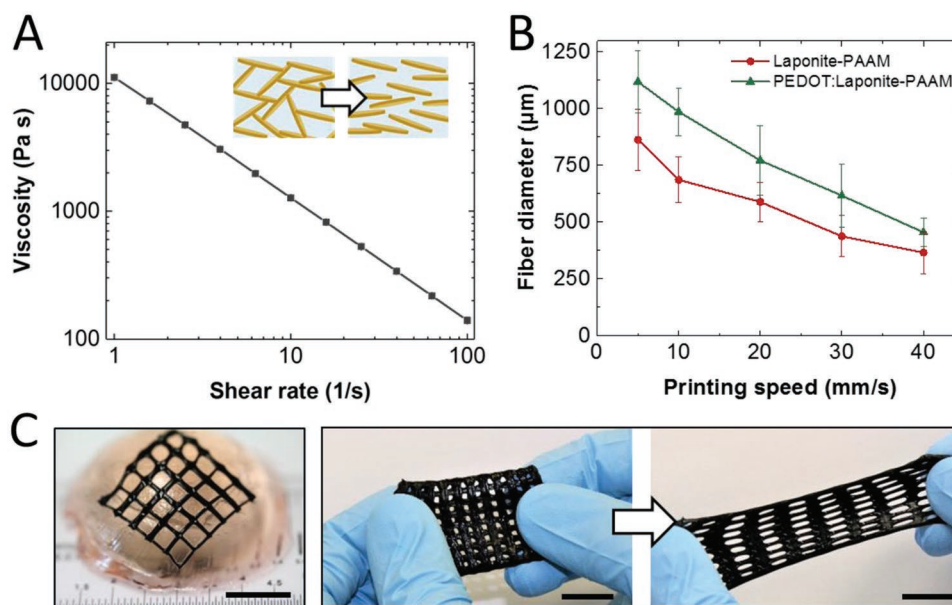 A
Viscosity (Pa s)
10000
1000
100
1
10
100
Shear rate (1/s)
B
Fiber diameter (µm)
1250
1000
750
500
250
0
0
10
20
30
40
Printing speed (mm/s)
Laponite-PAAM
PEDOT:Laponite-PAAM
C